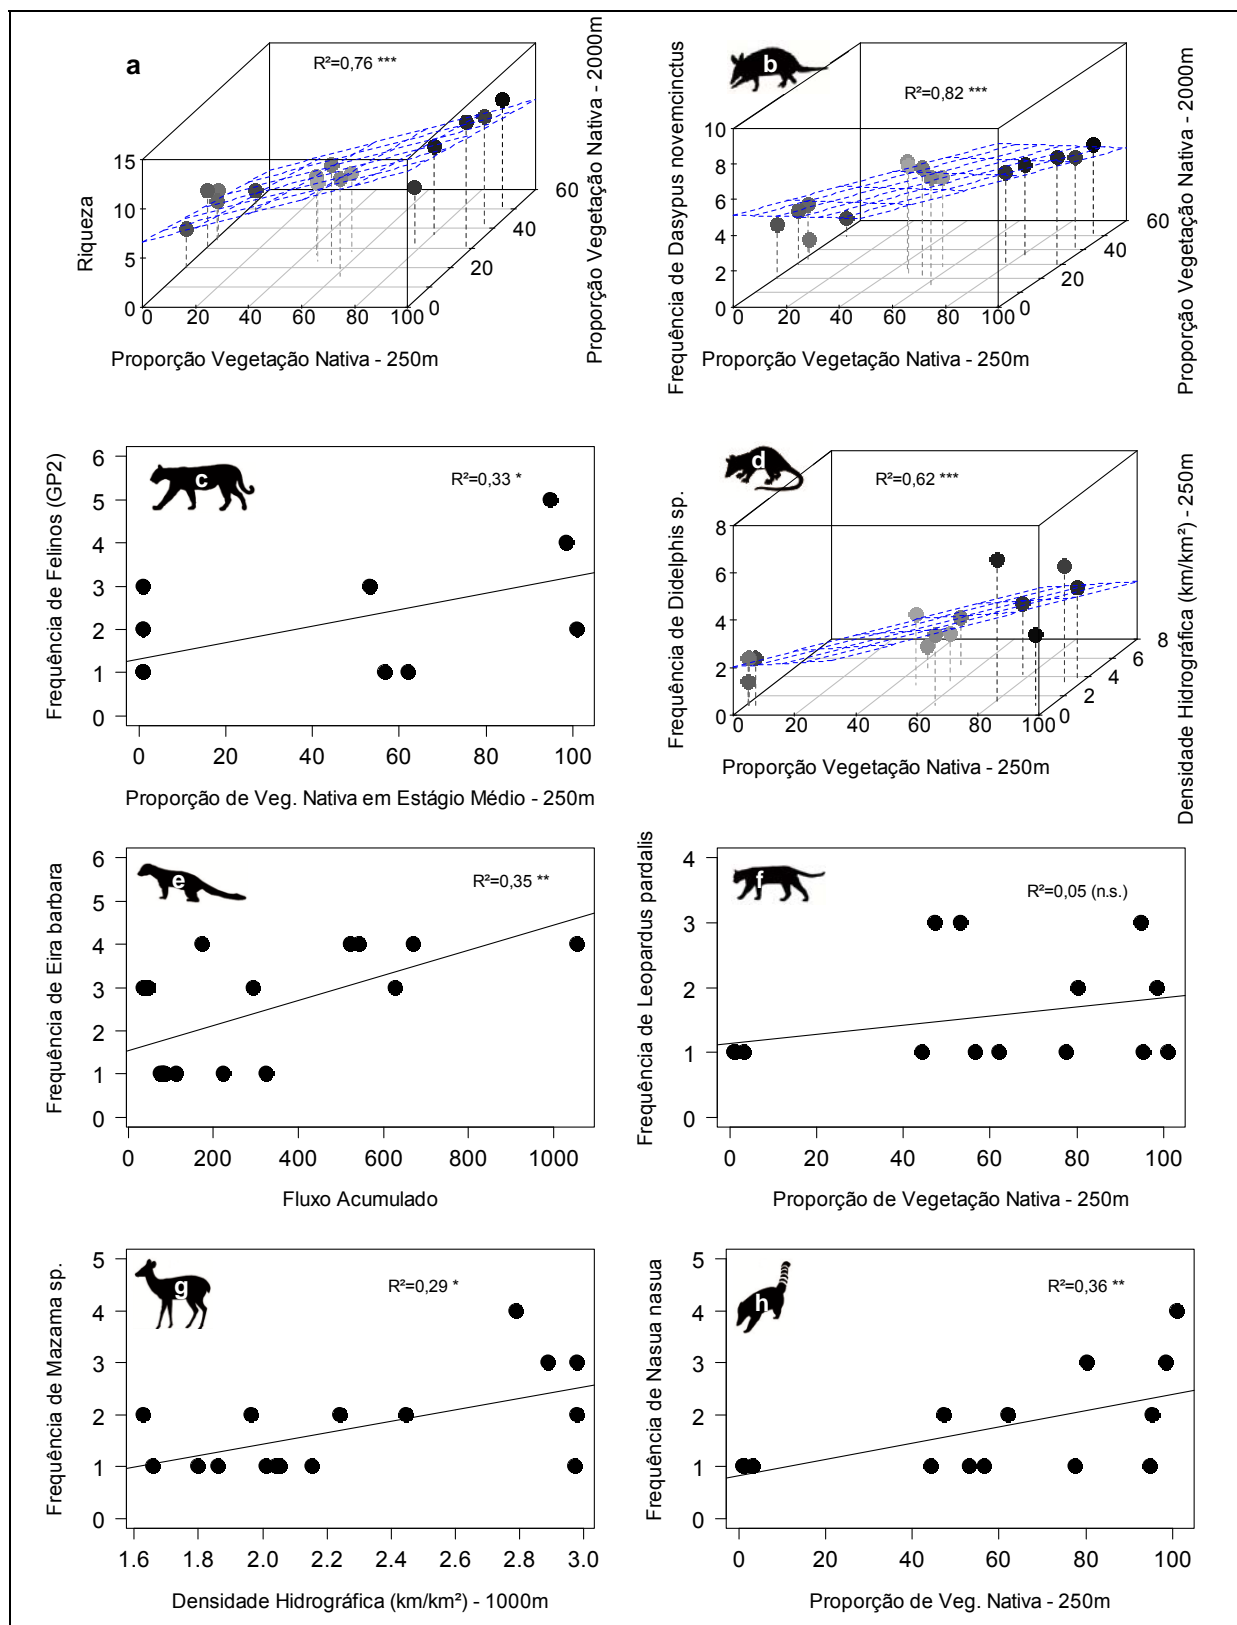 a
R²=0,76 ***
Riqueza
15
10
5
0
0 20 40 60 80 100
0
20
40
60
Proporção Vegetação Nativa - 250m
Proporção Vegetação Nativa - 2000m
b
R²=0,82 ***
Frequência de Dasypus novemcinctus
10
8
6
4
2
0
0 20 40 60 80 100
0
20
40
60
Proporção Vegetação Nativa - 250m
Proporção Vegetação Nativa - 2000m
c
R²=0,33 *
Frequência de Felinos (GP2)
6
5
4
3
2
1
0
0 20 40 60 80 100
Proporção de Veg. Nativa em Estágio Médio - 250m
d
R²=0,62 ***
Frequência de Didelphis sp.
8
6
4
2
0
0 20 40 60 80 100
0
2
4
6
8
Proporção Vegetação Nativa - 250m
Densidade Hidrográfica (km/km²) - 250m
e
R²=0,35 **
Frequência de Eira barbara
6
5
4
3
2
1
0
0 200 400 600 800 1000
Fluxo Acumulado
f
R²=0,05 (n.s.)
Frequência de Leopardus pardalis
4
3
2
1
0
0 20 40 60 80 100
Proporção de Vegetação Nativa - 250m
g
R²=0,29 *
Frequência de Mazama sp.
5
4
3
2
1
0
1.6 1.8 2.0 2.2 2.4 2.6 2.8 3.0
Densidade Hidrográfica (km/km²) - 1000m
h
R²=0,36 **
Frequência de Nasua nasua
5
4
3
2
1
0
0 20 40 60 80 100
Proporção de Veg. Nativa - 250m